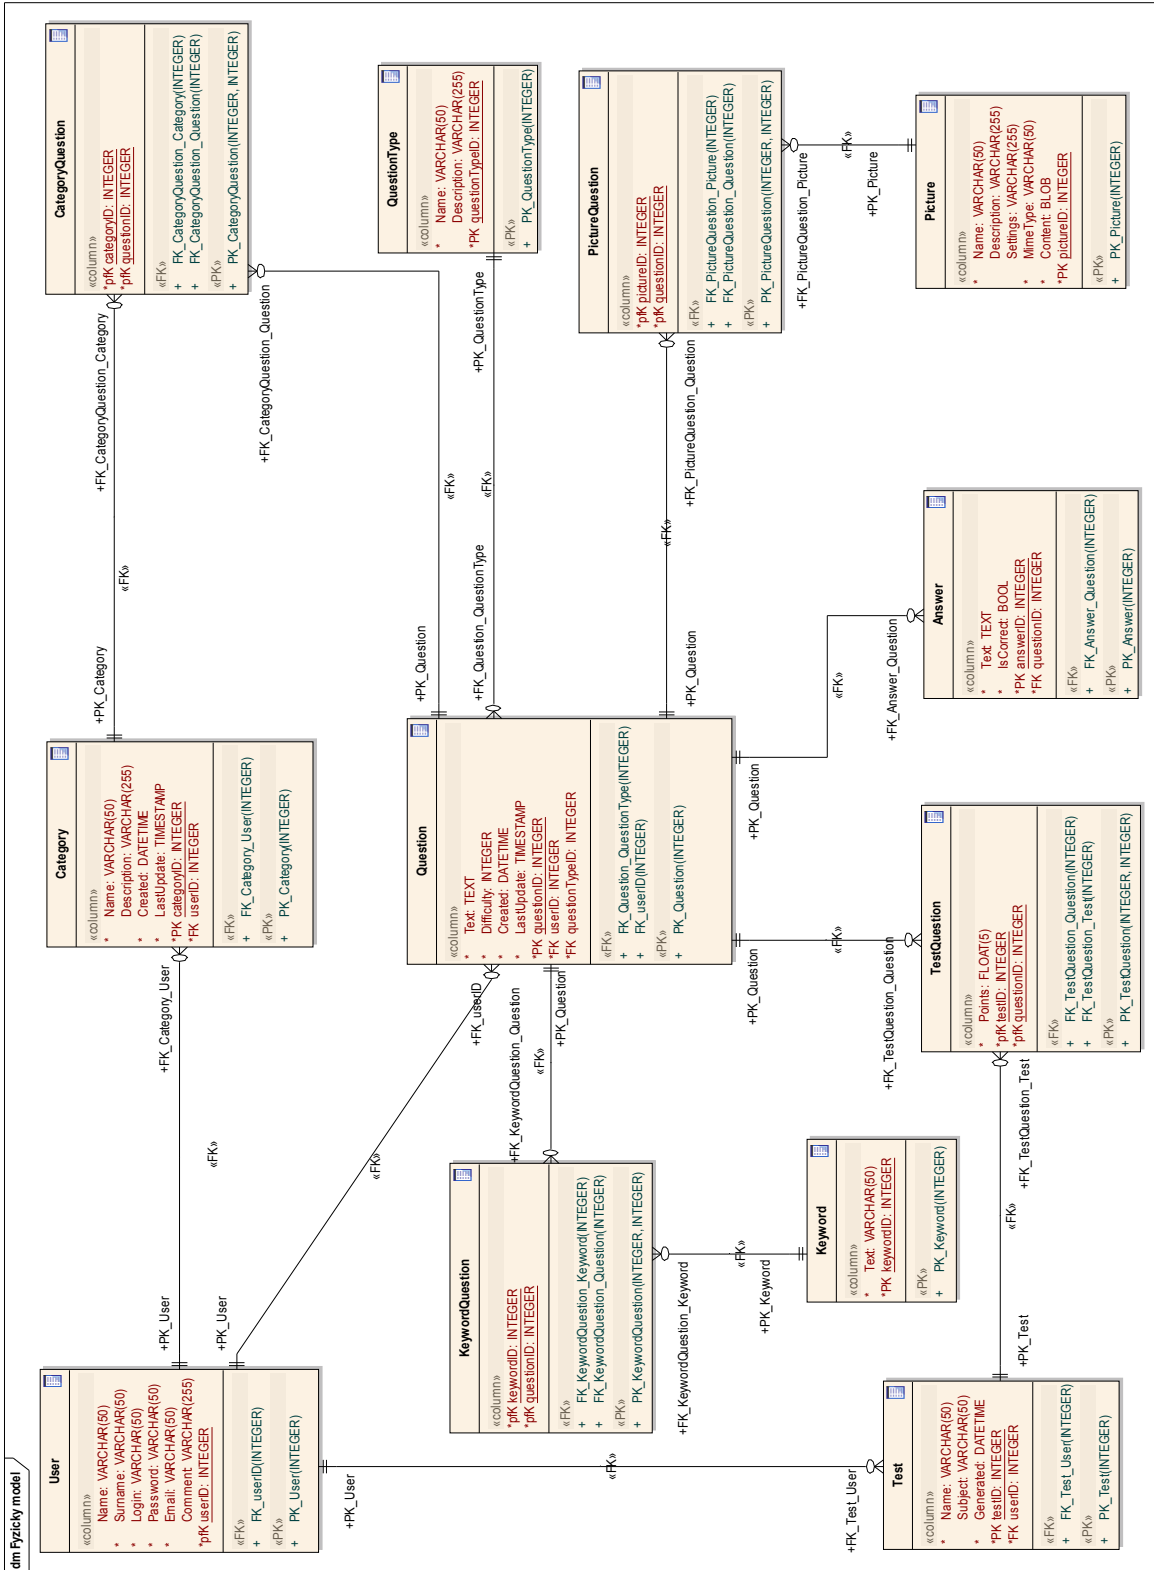 dm Fyzicky model
User
«column»
* Name: VARCHAR(50)
* Surname: VARCHAR(50)
* Login: VARCHAR(50)
* Password: VARCHAR(50)
* Email: VARCHAR(50)
Comment: VARCHAR(255)
*pfK userID: INTEGER
«FK»
+ FK_userID(INTEGER)
«PK»
+ PK_User(INTEGER)
+PK_User
«FK»
+FK_Category_User
Category
«column»
* Name: VARCHAR(50)
Description: VARCHAR(255)
* Created: DATETIME
* LastUpdate: TIMESTAMP
*PK categoryID: INTEGER
*FK userID: INTEGER
«FK»
+ FK_Category_User(INTEGER)
«PK»
+ PK_Category(INTEGER)
+PK_Category
«FK»
+FK_CategoryQuestion_Category
CategoryQuestion
«column»
*pfK categoryID: INTEGER
*pfK questionID: INTEGER
«FK»
+ FK_CategoryQuestion_Category(INTEGER)
+ FK_CategoryQuestion_Question(INTEGER)
«PK»
+ PK_CategoryQuestion(INTEGER, INTEGER)
+FK_CategoryQuestion_Question
«FK»
+PK_Question
+PK_User
«FK»
+FK_userID
QuestionType
«column»
* Name: VARCHAR(50)
Description: VARCHAR(255)
*PK questionTypeID: INTEGER
«PK»
+ PK_QuestionType(INTEGER)
+PK_QuestionType
«FK»
+FK_Question_QuestionType
Question
«column»
* Text: TEXT
* Difficulty: INTEGER
* Created: DATETIME
* LastUpdate: TIMESTAMP
*PK questionID: INTEGER
*FK userID: INTEGER
*FK questionTypeID: INTEGER
«FK»
+ FK_Question_QuestionType(INTEGER)
+ FK_userID(INTEGER)
«PK»
+ PK_Question(INTEGER)
+FK_KeywordQuestion_Question
«FK»
+PK_Question
KeywordQuestion
«column»
*pfK keywordID: INTEGER
*pfK questionID: INTEGER
«FK»
+ FK_KeywordQuestion_Keyword(INTEGER)
+ FK_KeywordQuestion_Question(INTEGER)
«PK»
+ PK_KeywordQuestion(INTEGER, INTEGER)
+FK_KeywordQuestion_Keyword
«FK»
+PK_Keyword
Keyword
«column»
* Text: VARCHAR(50)
*PK keywordID: INTEGER
«PK»
+ PK_Keyword(INTEGER)
PictureQuestion
«column»
*pfK pictureID: INTEGER
*pfK questionID: INTEGER
«FK»
+ FK_PictureQuestion_Picture(INTEGER)
+ FK_PictureQuestion_Question(INTEGER)
«PK»
+ PK_PictureQuestion(INTEGER, INTEGER)
+FK_PictureQuestion_Question
«FK»
+PK_Question
+FK_PictureQuestion_Picture
«FK»
+PK_Picture
Picture
«column»
* Name: VARCHAR(50)
Description: VARCHAR(255)
Settings: VARCHAR(255)
* MimeType: VARCHAR(50)
* Content: BLOB
*PK pictureID: INTEGER
«PK»
+ PK_Picture(INTEGER)
+PK_Question
«FK»
+FK_Answer_Question
Answer
«column»
* Text: TEXT
* IsCorrect: BOOL
*PK answerID: INTEGER
*FK questionID: INTEGER
«FK»
+ FK_Answer_Question(INTEGER)
«PK»
+ PK_Answer(INTEGER)
+PK_Question
«FK»
+FK_TestQuestion_Question
TestQuestion
«column»
* Points: FLOAT(5)
*pfK testID: INTEGER
*pfK questionID: INTEGER
«FK»
+ FK_TestQuestion_Question(INTEGER)
+ FK_TestQuestion_Test(INTEGER)
«PK»
+ PK_TestQuestion(INTEGER, INTEGER)
+FK_TestQuestion_Test
«FK»
+PK_Test
+PK_User
«FK»
+FK_Test_User
Test
«column»
* Name: VARCHAR(50)
Subject: VARCHAR(50)
* Generated: DATETIME
*PK testID: INTEGER
*FK userID: INTEGER
«FK»
+ FK_Test_User(INTEGER)
«PK»
+ PK_Test(INTEGER)